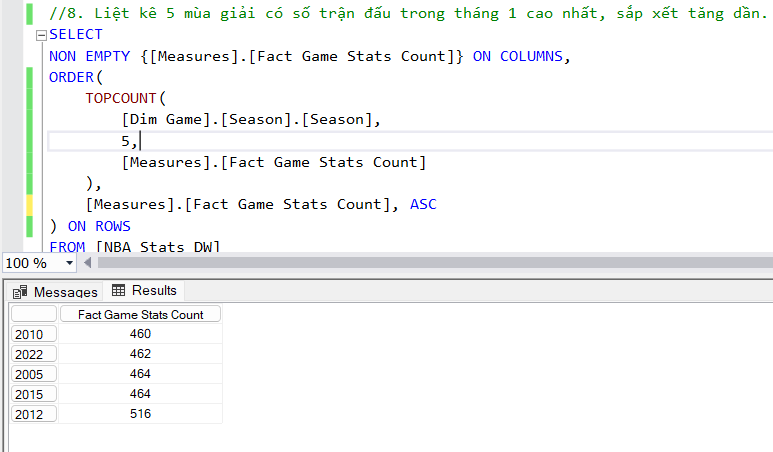 //8. Liệt kê 5 mùa giải có số trận đấu trong tháng 1 cao nhất, sắp xết tăng dần.
SELECT
NON EMPTY {[Measures].[Fact Game Stats Count]} ON COLUMNS,
ORDER(
TOPCOUNT(
[Dim Game].[Season].[Season],
5,
[Measures].[Fact Game Stats Count]
),
[Measures].[Fact Game Stats Count], ASC
) ON ROWS
FROM [NBA Stats DW]
100 %
Messages Results
Fact Game Stats Count
2010 460
2022 462
2005 464
2015 464
2012 516